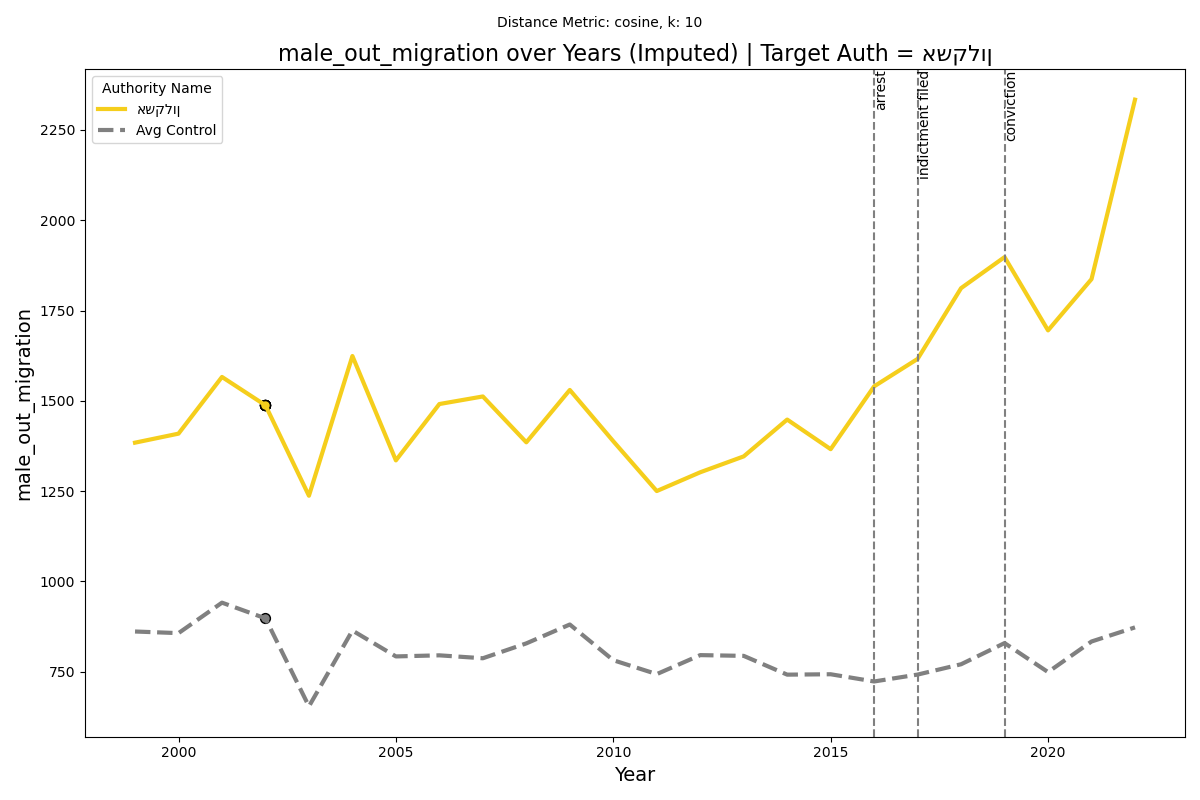 Distance Metric: cosine, k: 10
male_out_migration over Years (Imputed) | Target Auth = אשקלון
Authority Name
אשקלון
Avg Control
arrest
indictment filed
conviction
male_out_migration
2250
2000
1750
1500
1250
1000
750
2000 2005 2010 2015 2020
Year